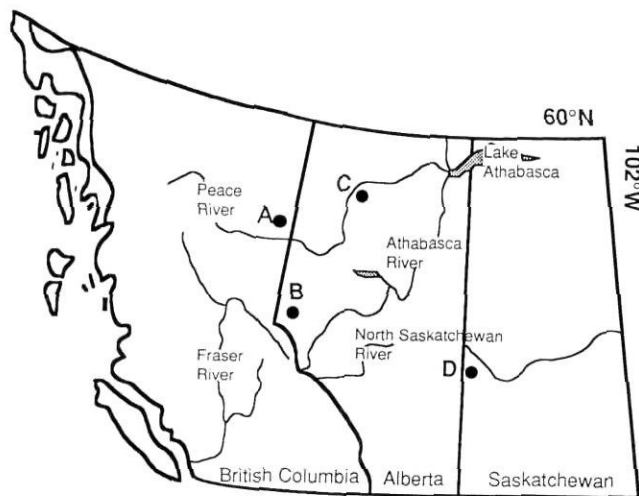 60°N
102°W
Lake
Athabasca
Peace
River
C
A
Athabasca
River
B
North Saskatchewan
River
Fraser
River
D
British Columbia
Alberta
Saskatchewan